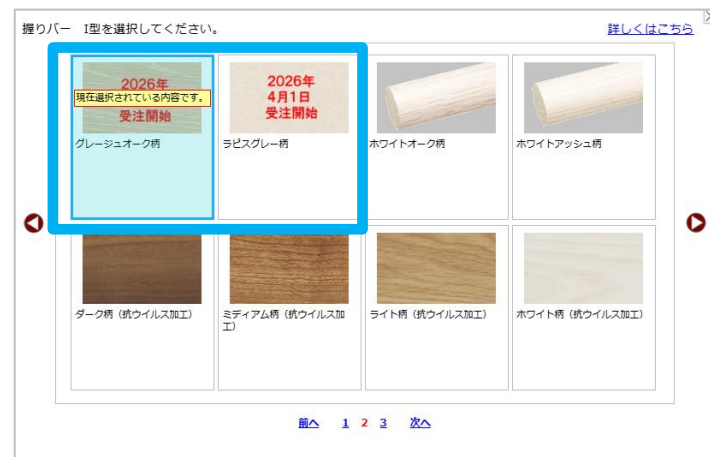 握りバー　I型を選択してください。
詳しくはこちら
2026年
現在選択されている内容です。
受注開始
グレージュオーク柄
2026年
4月1日
受注開始
ラピスグレー柄
ホワイトオーク柄
ホワイトアッシュ柄
ダーク柄（抗ウイルス加工）
ミディアム柄（抗ウイルス加
工）
ライト柄（抗ウイルス加工）
ホワイト柄（抗ウイルス加工）
前へ 1 2 3 次へ